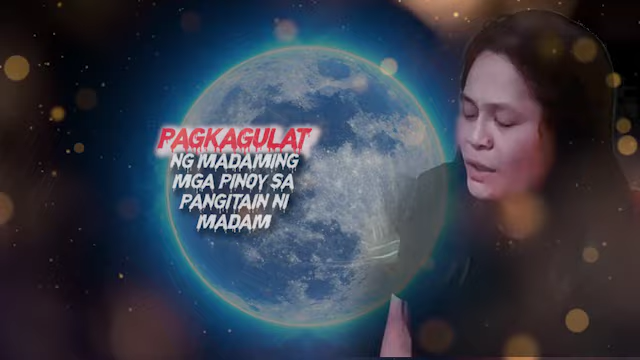 PAGKAGULAT
NG MADAMING
MGA PINOY SA
PANGITAIN NI
MADAM